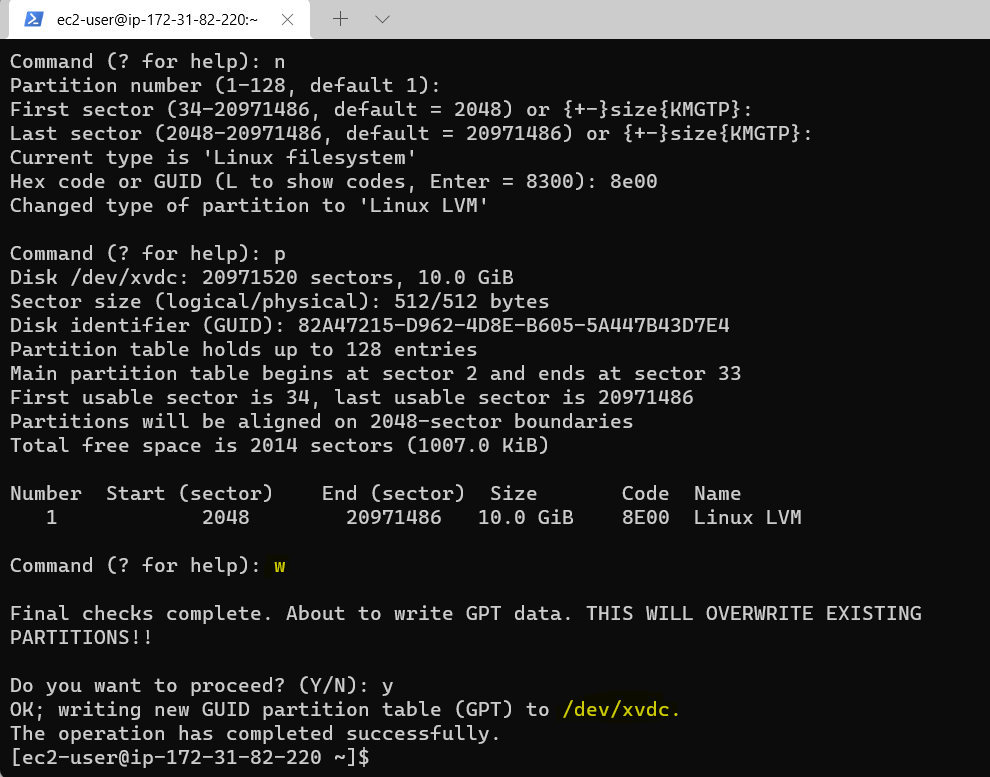 ec2-user@ip-172-31-82-220:~
Command (? for help): n
Partition number (1-128, default 1):
First sector (34-20971486, default = 2048) or {+-}size{KMGTP}:
Last sector (2048-20971486, default = 20971486) or {+-}size{KMGTP}:
Current type is 'Linux filesystem'
Hex code or GUID (L to show codes, Enter = 8300): 8e00
Changed type of partition to 'Linux LVM'
Command (? for help): p
Disk /dev/xvdc: 20971520 sectors, 10.0 GiB
Sector size (logical/physical): 512/512 bytes
Disk identifier (GUID): 82A47215-D962-4D8E-B605-5A447B43D7E4
Partition table holds up to 128 entries
Main partition table begins at sector 2 and ends at sector 33
First usable sector is 34, last usable sector is 20971486
Partitions will be aligned on 2048-sector boundaries
Total free space is 2014 sectors (1007.0 KiB)
Number  Start (sector)    End (sector)  Size       Code  Name
   1            2048        20971486   10.0 GiB    8E00  Linux LVM
Command (? for help): w
Final checks complete. About to write GPT data. THIS WILL OVERWRITE EXISTING
PARTITIONS!!
Do you want to proceed? (Y/N): y
OK; writing new GUID partition table (GPT) to /dev/xvdc.
The operation has completed successfully.
[ec2-user@ip-172-31-82-220 ~]$